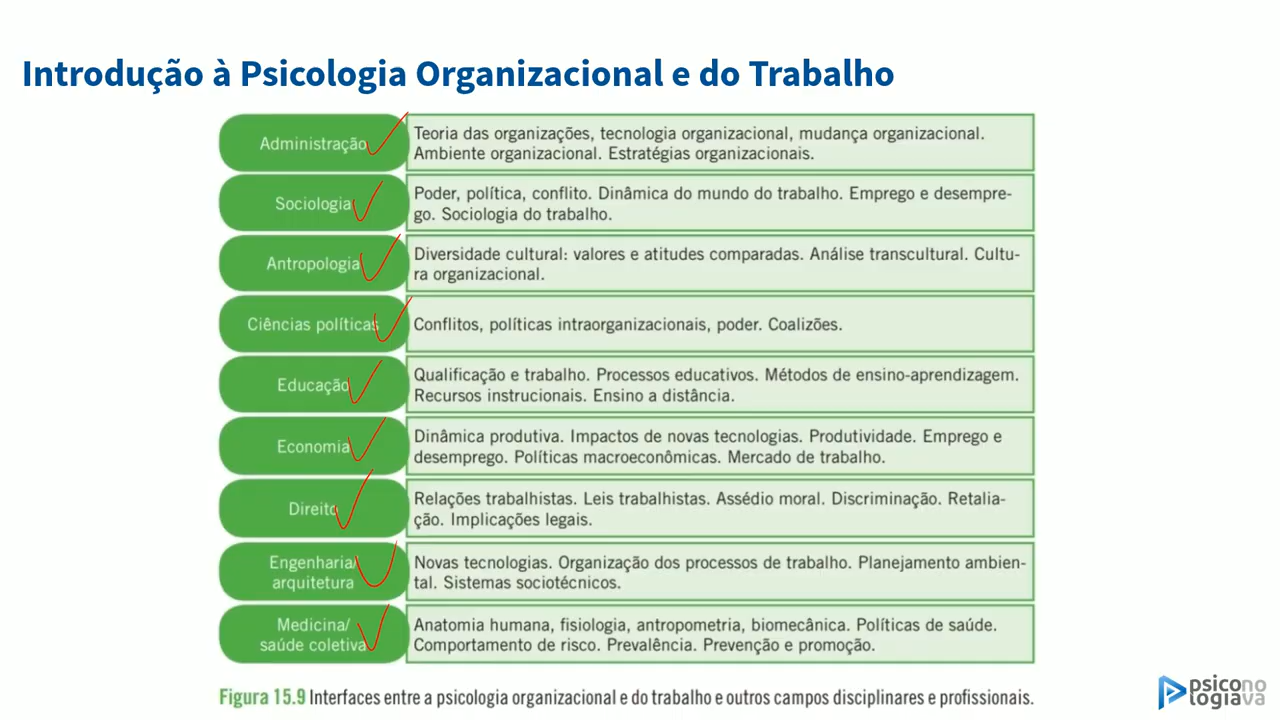 Introdução à Psicologia Organizacional e do Trabalho
Administração
Teoria das organizações, tecnologia organizacional, mudança organizacional.
Ambiente organizacional. Estratégias organizacionais.
Sociologia
Poder, política, conflito. Dinâmica do mundo do trabalho. Emprego e desempre-
go. Sociologia do trabalho.
Antropologia
Diversidade cultural: valores e atitudes comparadas. Análise transcultural. Cultu-
ra organizacional.
Ciências políticas
Conflitos, políticas intraorganizacionais, poder. Coalizões.
Educação
Qualificação e trabalho. Processos educativos. Métodos de ensino-aprendizagem.
Recursos instrucionais. Ensino a distância.
Economia
Dinâmica produtiva. Impactos de novas tecnologias. Produtividade. Emprego e
desemprego. Políticas macroeconômicas. Mercado de trabalho.
Direito
Relações trabalhistas. Leis trabalhistas. Assédio moral. Discriminação. Retalia-
ção. Implicações legais.
Engenharia/
arquitetura
Novas tecnologias. Organização dos processos de trabalho. Planejamento ambien-
tal. Sistemas sociotécnicos.
Medicina/
saúde coletiva
Anatomia humana, fisiologia, antropometria, biomecânica. Políticas de saúde.
Comportamento de risco. Prevalência. Prevenção e promoção.
Figura 15.9 Interfaces entre a psicologia organizacional e do trabalho e outros campos disciplinares e profissionais.
psicono
logiava